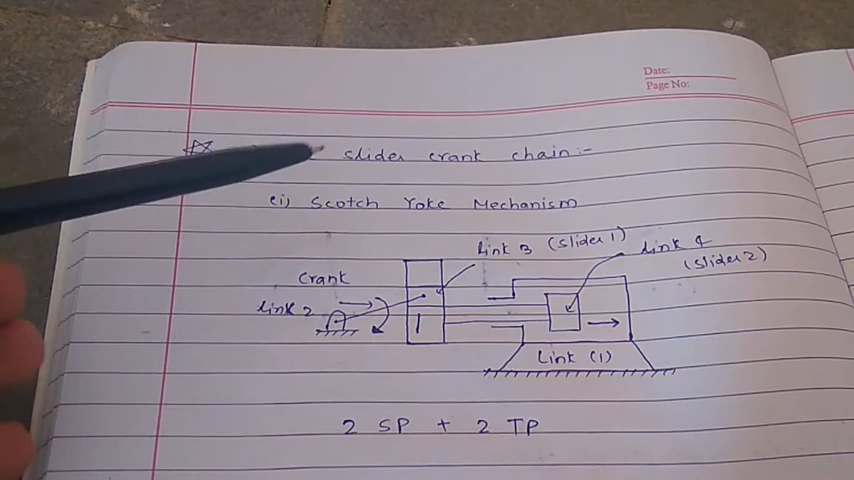 Date:
Page No:
slider crank chain:-
(i) Scotch Yoke Mechanism
link 3 (slider 1)
link 4
(slider 2)
crank
link 2
link (1)
2 SP + 2 TP